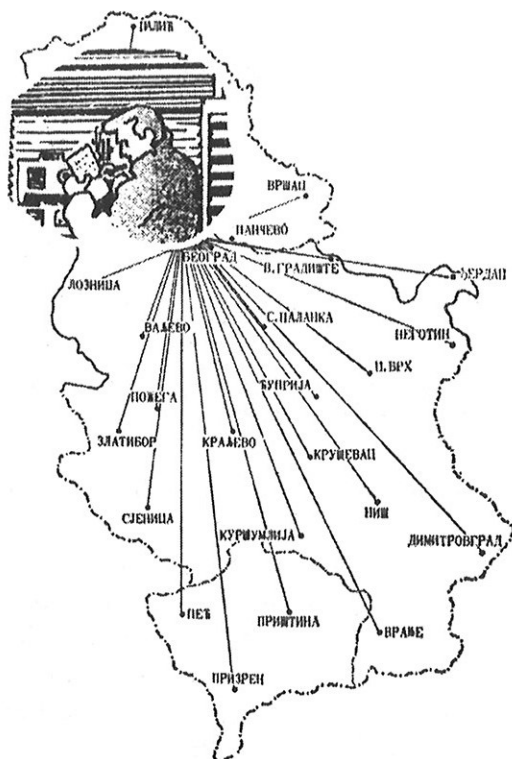 ПАЛИЋ
ВРШАЦ
ПАНЧЕВО
БЕОГРАД
В. ГРАДИШТЕ
ЂЕРДАП
ЛОЗНИЦА
С. ПАЛАНКА
ВАЉЕВО
НЕГОТИН
Ц. ВРХ
ЋУПРИЈА
ПОЖЕГА
ЗЛАТИБОР
КРАЉЕВО
КРУШЕВАЦ
СЈЕНИЦА
НИШ
КУРШУМЛИЈА
ДИМИТРОВГРАД
ПЕЋ
ПРИШТИНА
ВРАЊЕ
ПРИЗРЕН